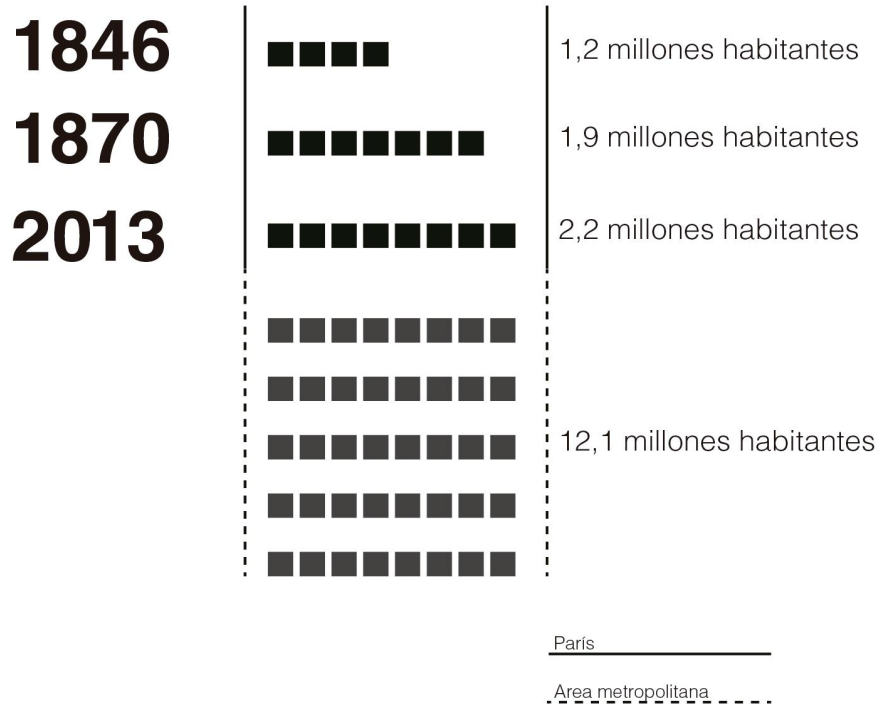 1846
1,2 millones habitantes
1870
1,9 millones habitantes
2013
2,2 millones habitantes
12,1 millones habitantes
París
Area metropolitana